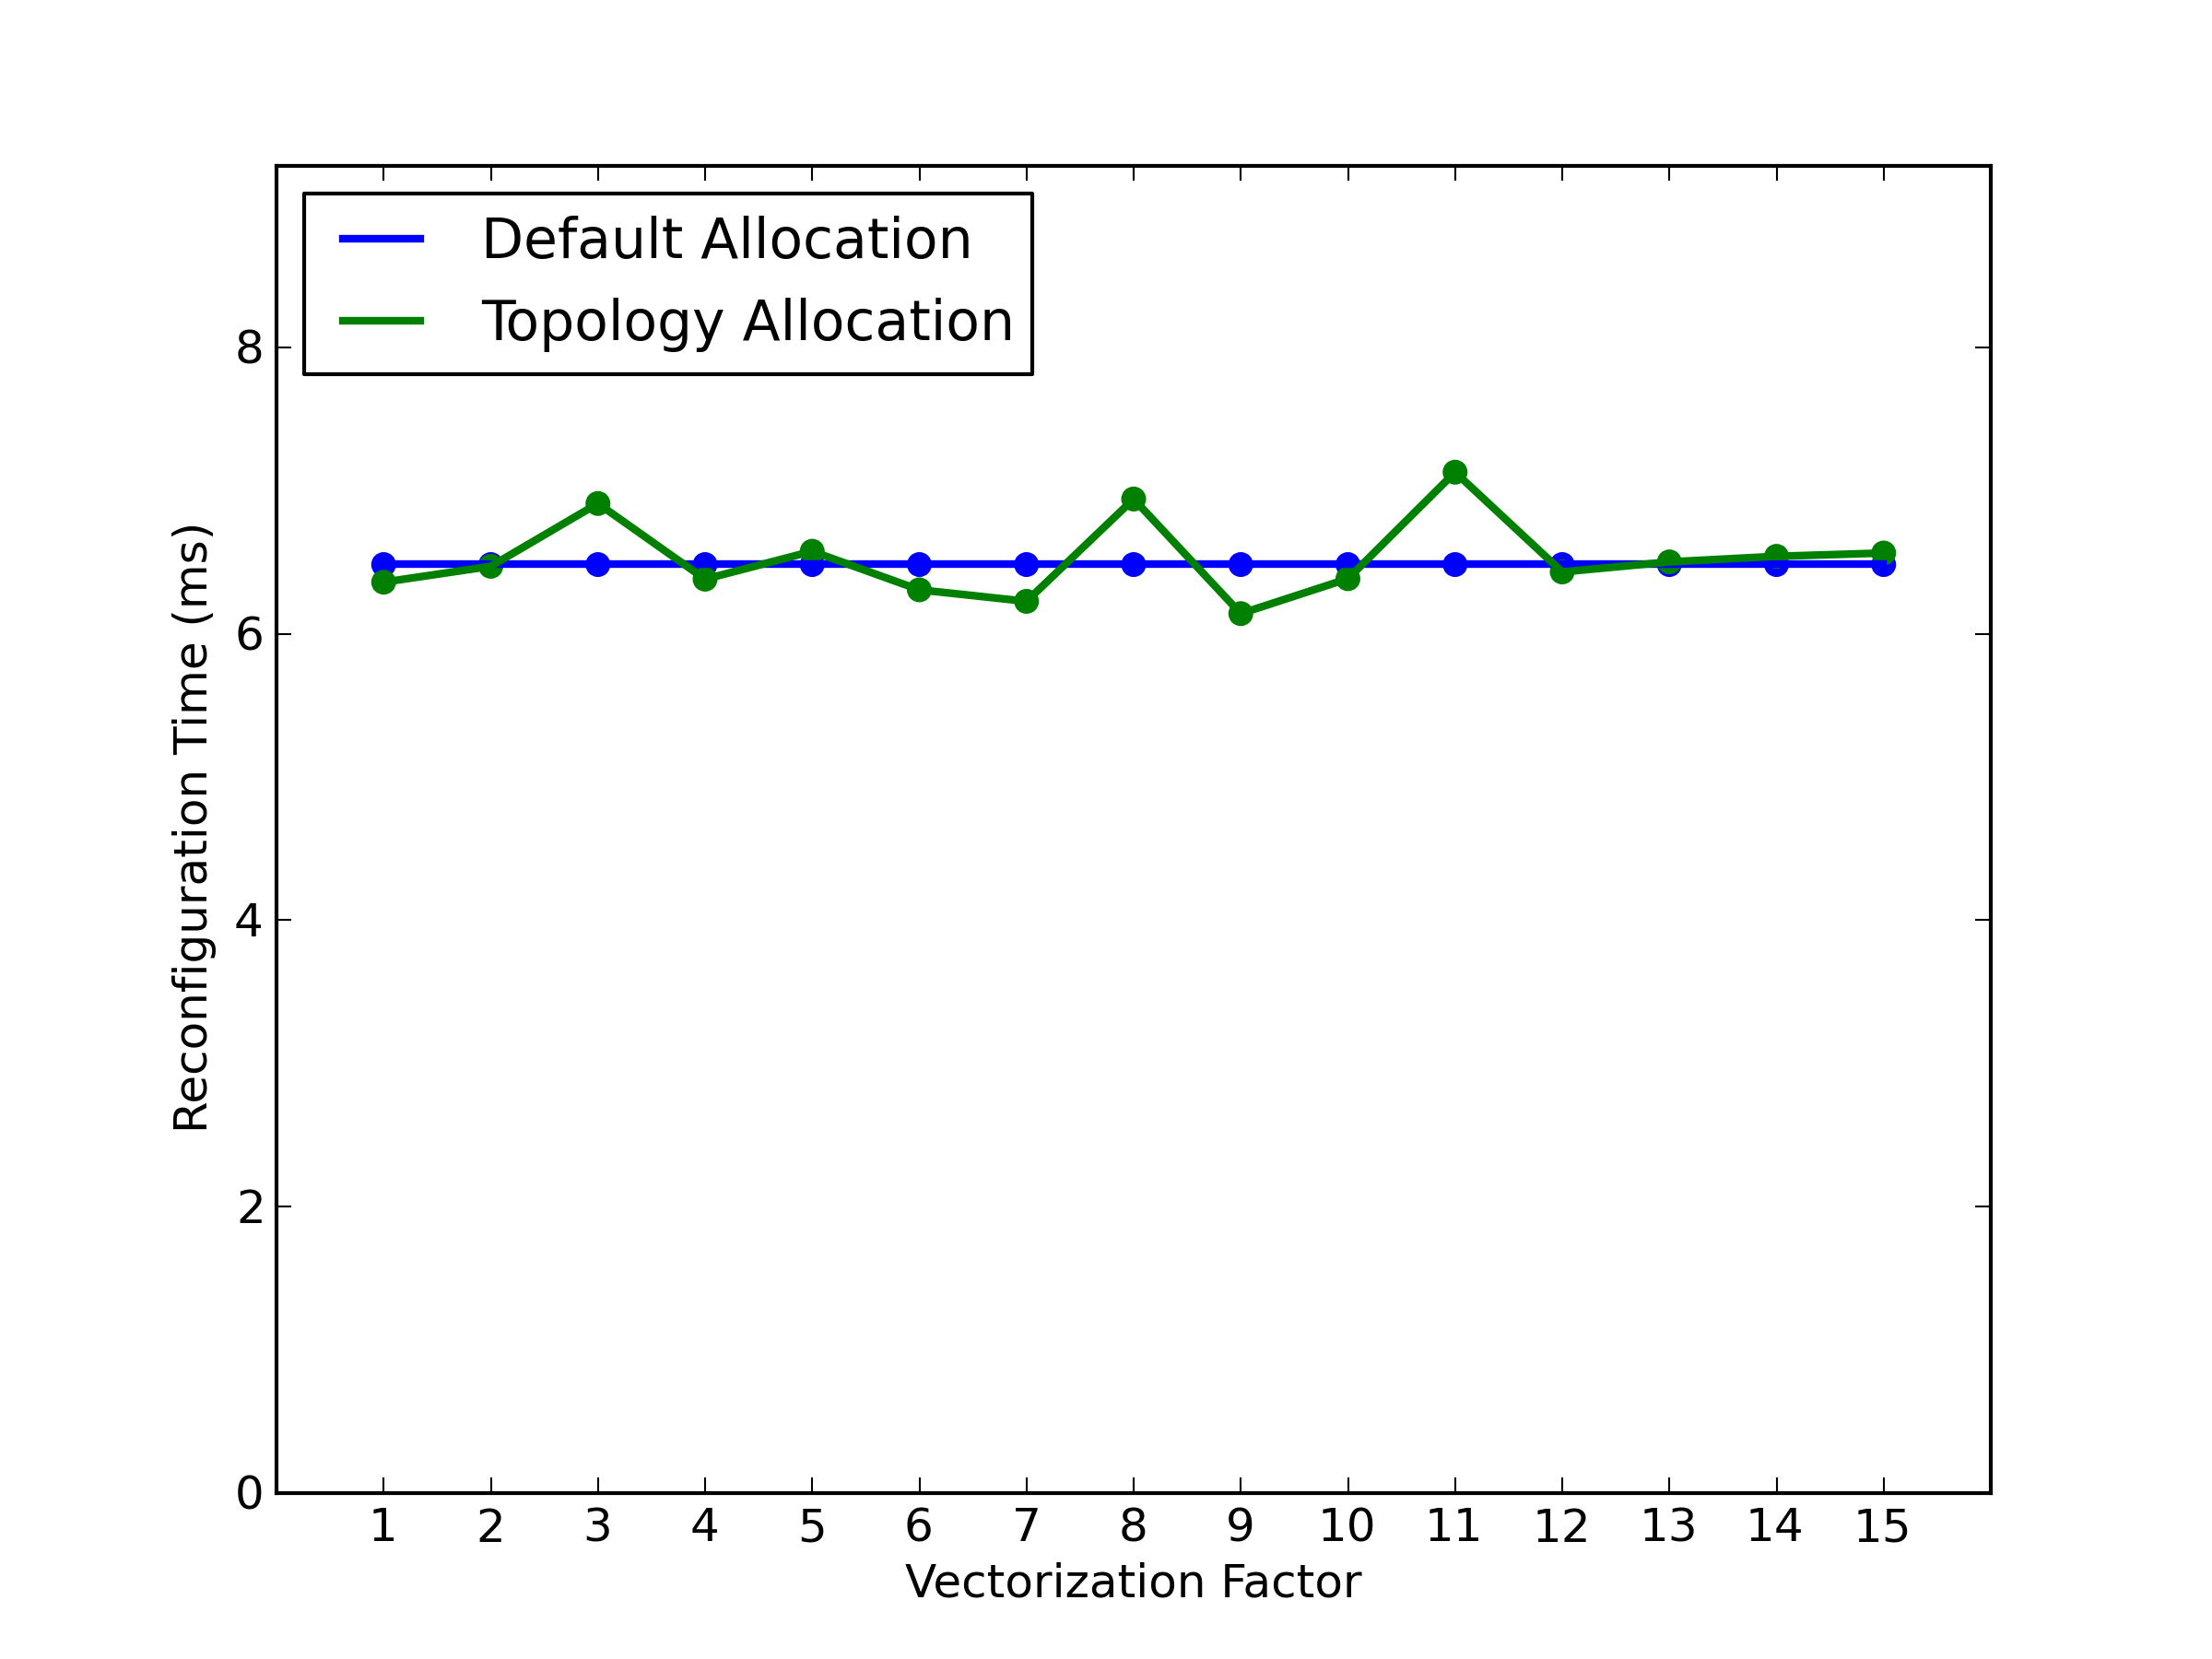 Default Allocation
Topology Allocation
8
6
4
2
0
Reconfiguration Time (ms)
1 2 3 4 5 6 7 8 9 10 11 12 13 14 15
Vectorization Factor